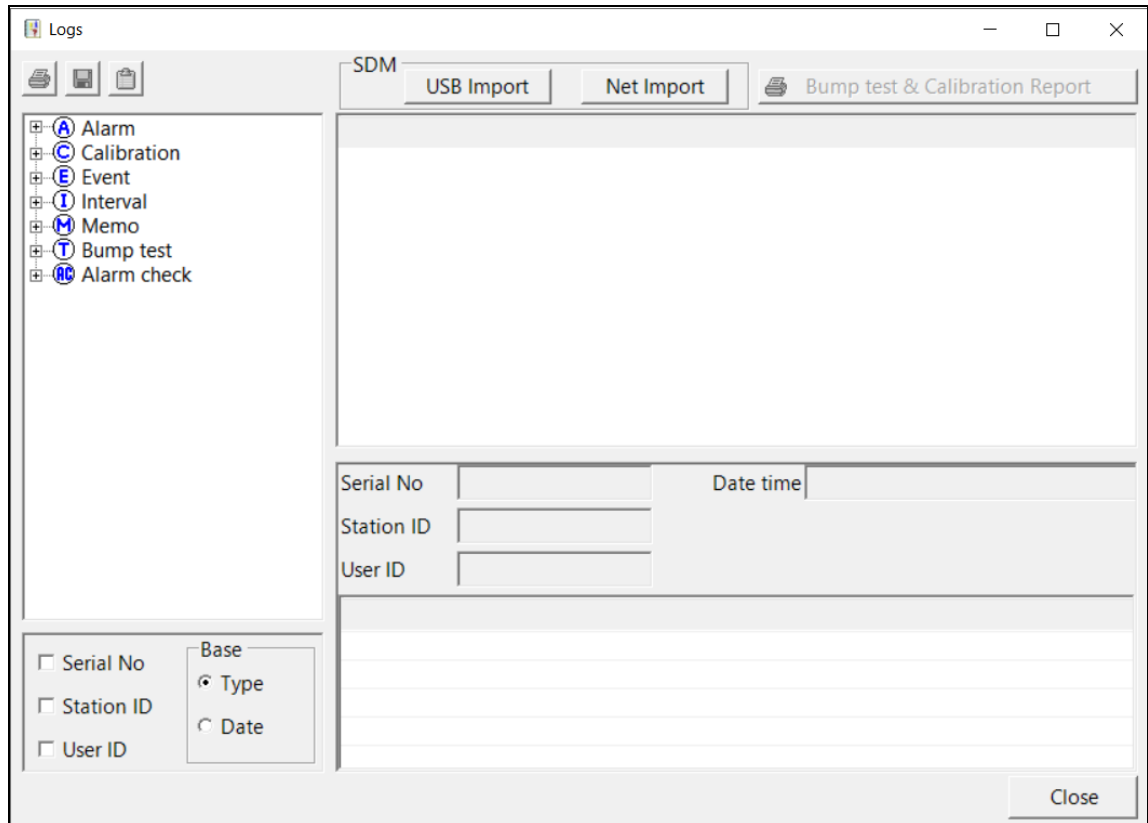 Logs
SDM
USB Import
Net Import
Bump test & Calibration Report
A Alarm
C Calibration
E Event
I Interval
M Memo
T Bump test
AC Alarm check
Serial No
Date time
Station ID
User ID
Serial No
Station ID
User ID
Base
Type
Date
Close